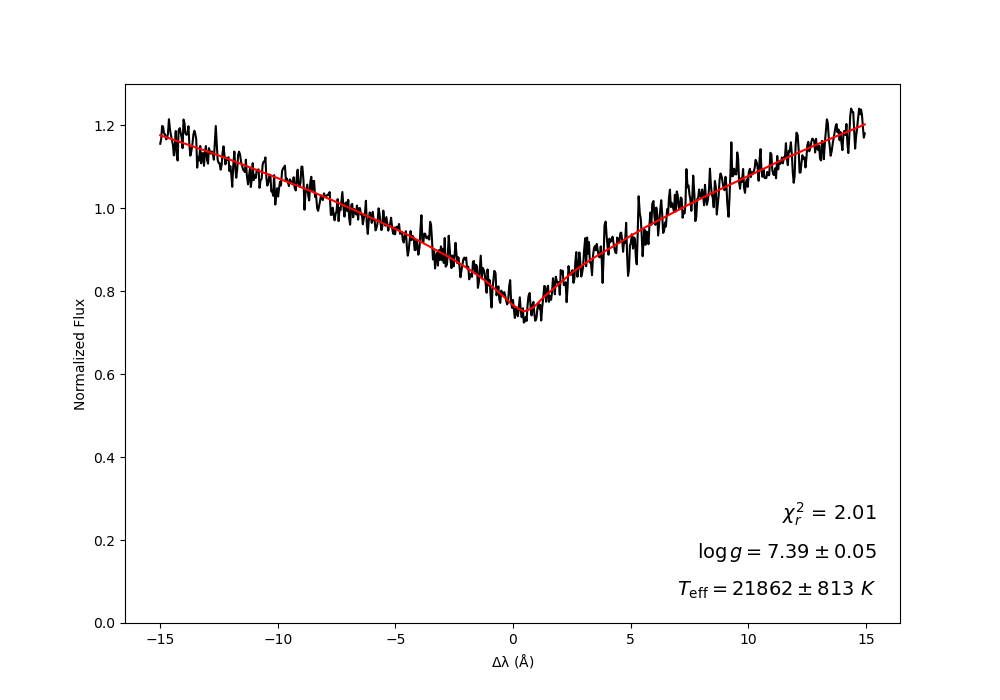 1.2
1.0
0.8
0.6
0.4
0.2
0.0
Normalized Flux
χ²ᵣ = 2.01
log g = 7.39 ± 0.05
T_eff = 21862 ± 813 K
−15 −10 −5 0 5 10 15
Δλ (Å)